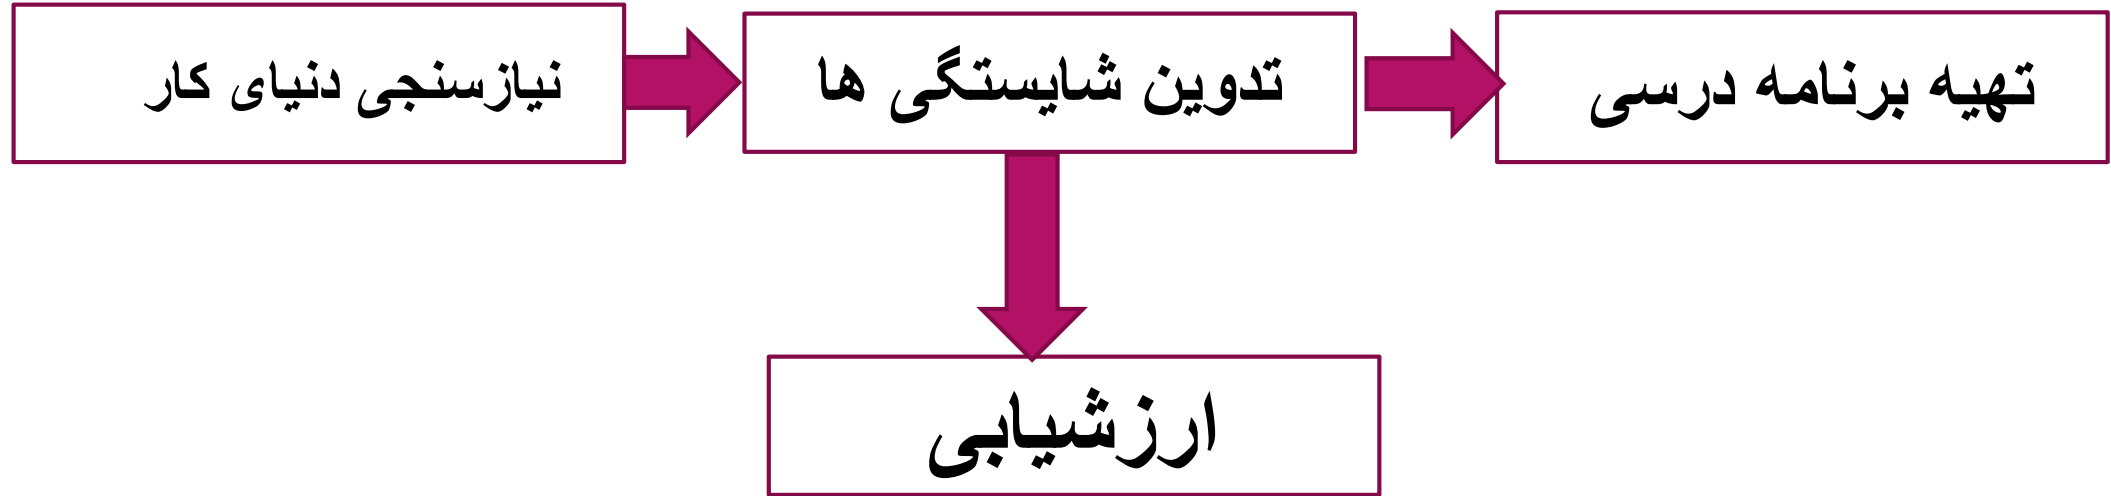 نیازسنجی دنیای کار
تدوین شایستگی ها
تهیه برنامه درسی
ارزشیابی